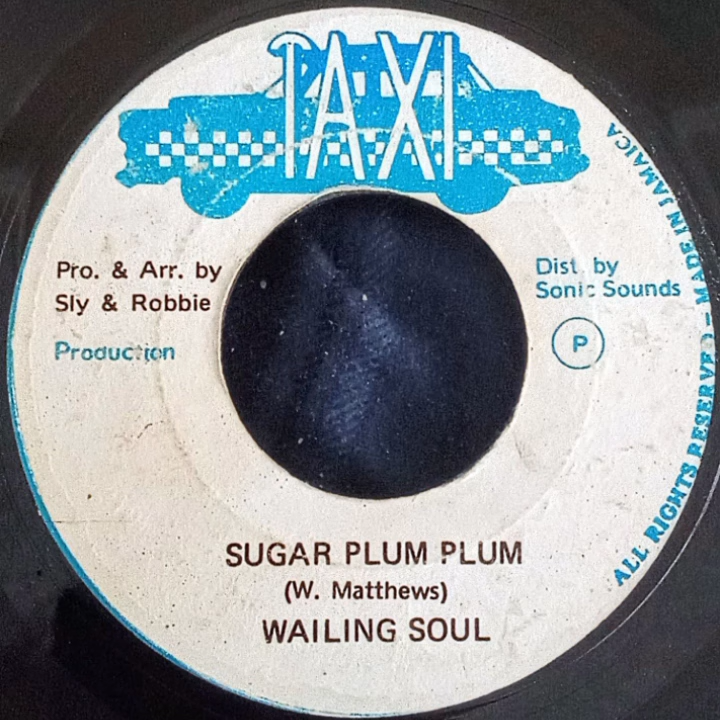 TAXI
Pro. & Arr. by
Sly & Robbie
Production
Dist. by
Sonic Sounds
P
ALL RIGHTS RESERVED - MADE IN JAMAICA
SUGAR PLUM PLUM
(W. Matthews)
WAILING SOUL